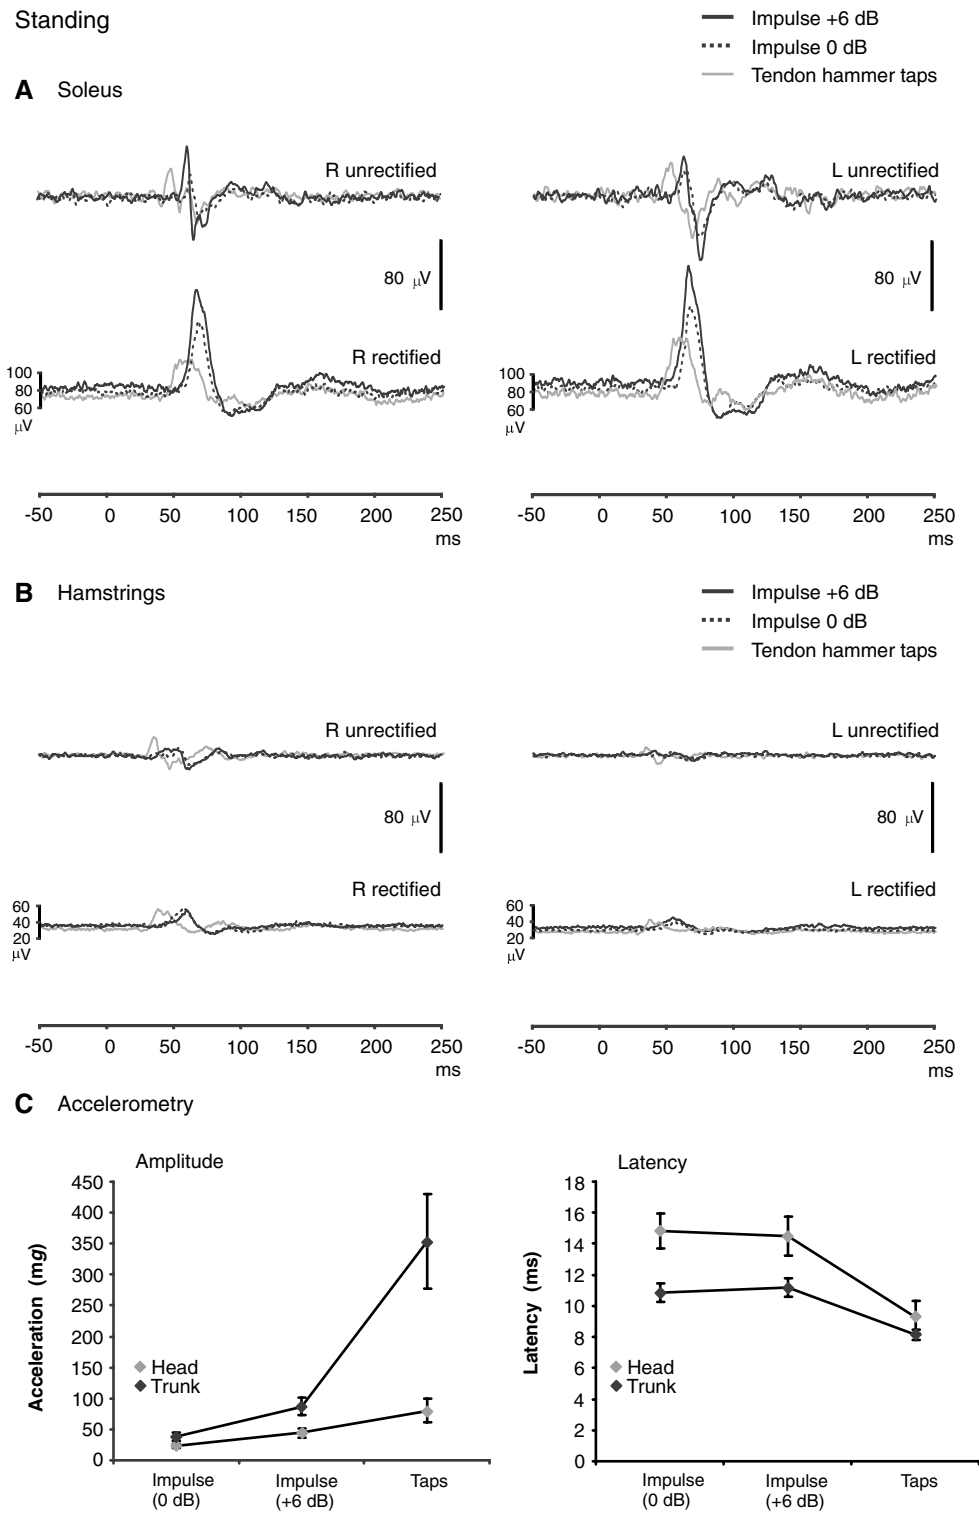 Standing
Impulse +6 dB
Impulse 0 dB
Tendon hammer taps
A Soleus
R unrectified
L unrectified
80 μV
80 μV
R rectified
L rectified
100
80
60
μV
100
80
60
μV
-50 0 50 100 150 200 250
ms
-50 0 50 100 150 200 250
ms
B Hamstrings
Impulse +6 dB
Impulse 0 dB
Tendon hammer taps
R unrectified
L unrectified
80 μV
80 μV
R rectified
L rectified
60
40
20
μV
60
40
20
μV
-50 0 50 100 150 200 250
ms
-50 0 50 100 150 200 250
ms
C Accelerometry
Amplitude
450
400
350
300
250
200
150
100
50
0
Acceleration (mg)
Head
Trunk
Impulse
(0 dB)
Impulse
(+6 dB)
Taps
Latency
18
16
14
12
10
8
6
4
2
0
Latency (ms)
Head
Trunk
Impulse
(0 dB)
Impulse
(+6 dB)
Taps